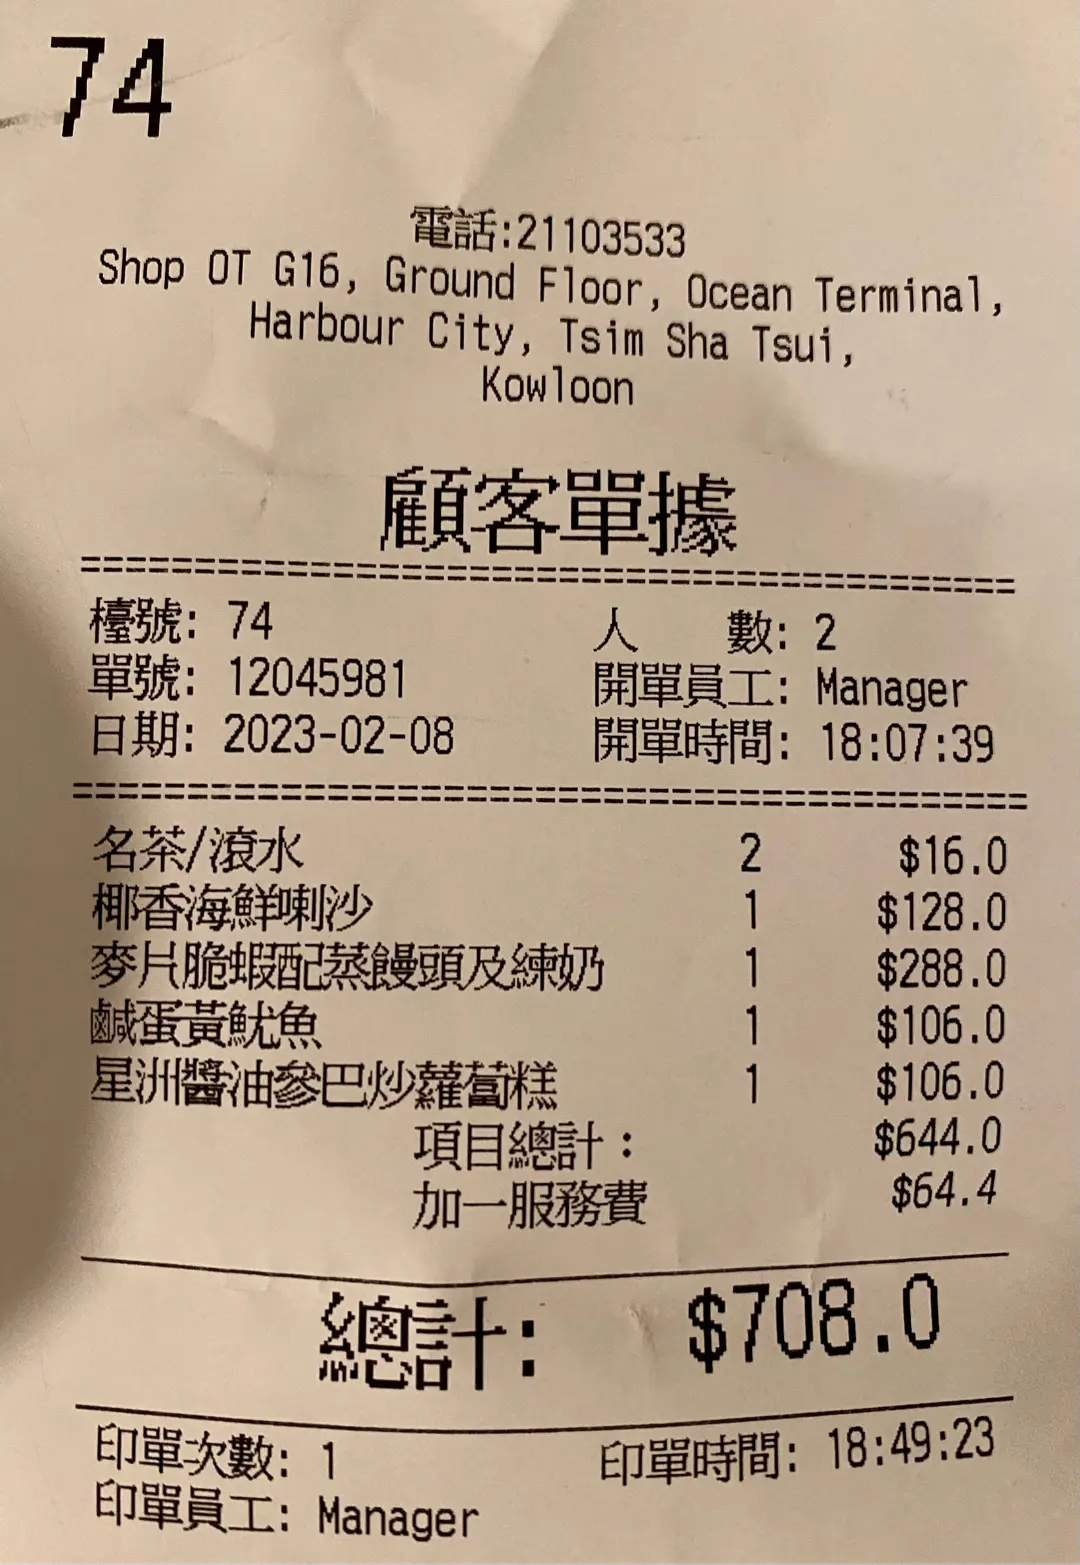 74
電話:21103533
Shop OT G16, Ground Floor, Ocean Terminal,
Harbour City, Tsim Sha Tsui,
Kowloon
顧客單據
==========================================
檯號: 74 人 數: 2
單號: 12045981 開單員工: Manager
日期: 2023-02-08 開單時間: 18:07:39
==========================================
名茶/滾水 2 $16.0
椰香海鮮喇沙 1 $128.0
麥片脆蝦配蒸饅頭及練奶 1 $288.0
鹹蛋黃魷魚 1 $106.0
星洲醬油參巴炒蘿蔔糕 1 $106.0
項目總計: $644.0
加一服務費 $64.4
總計: $708.0
印單次數: 1 印單時間: 18:49:23
印單員工: Manager